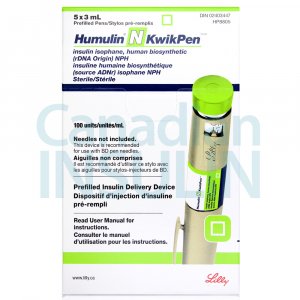 5 x 3 mL
Prefilled Pens/Stylos pré-remplis
DIN 02403447
HP8805
Humulin N KwikPen
insulin isophane, human biosynthetic
(rDNA Origin) NPH
insuline humaine biosynthétique
(source ADNr) isophane NPH
Sterile/Stérile
Canadian
INSULIN
100 units/unités/mL
Needles not included.
This device is recommended
for use with BD pen needles.
Aiguilles non comprises
Il est recommandé d'utiliser ce stylo avec
les aiguilles pour stylos-injecteurs de BD.
Prefilled Insulin Delivery Device
Dispositif d'injection d'insuline
pré-rempli
Read User Manual for
instructions.
Consulter le manuel
d'utilisation pour les instructions.
www.lilly.ca
Lilly